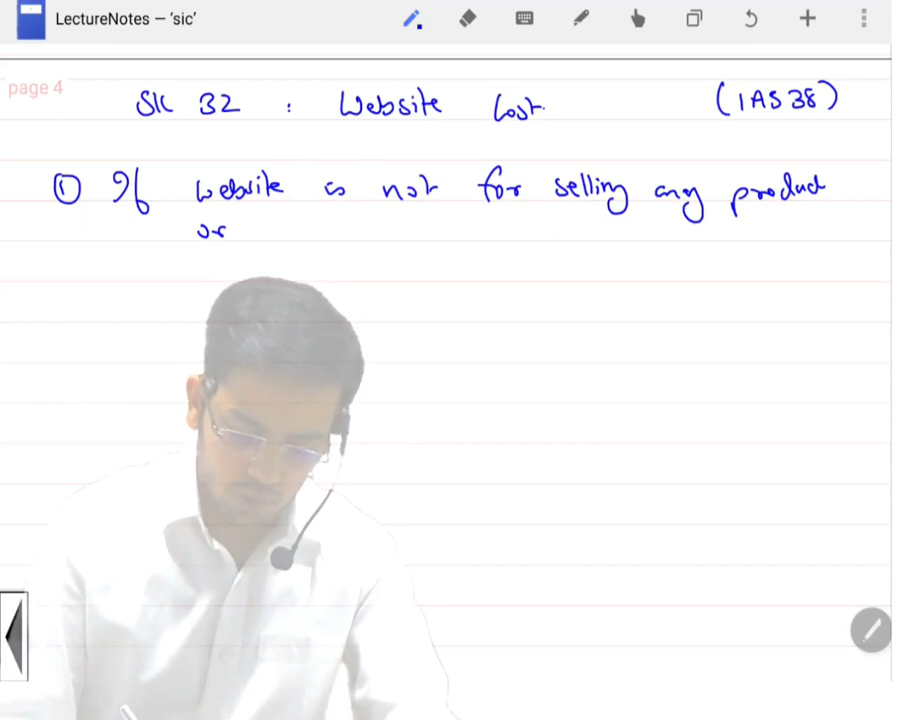 LectureNotes – ‘sic’
page 4
SIC 32 : Website Cost. (IAS 38)
① If website is not for selling any product
or